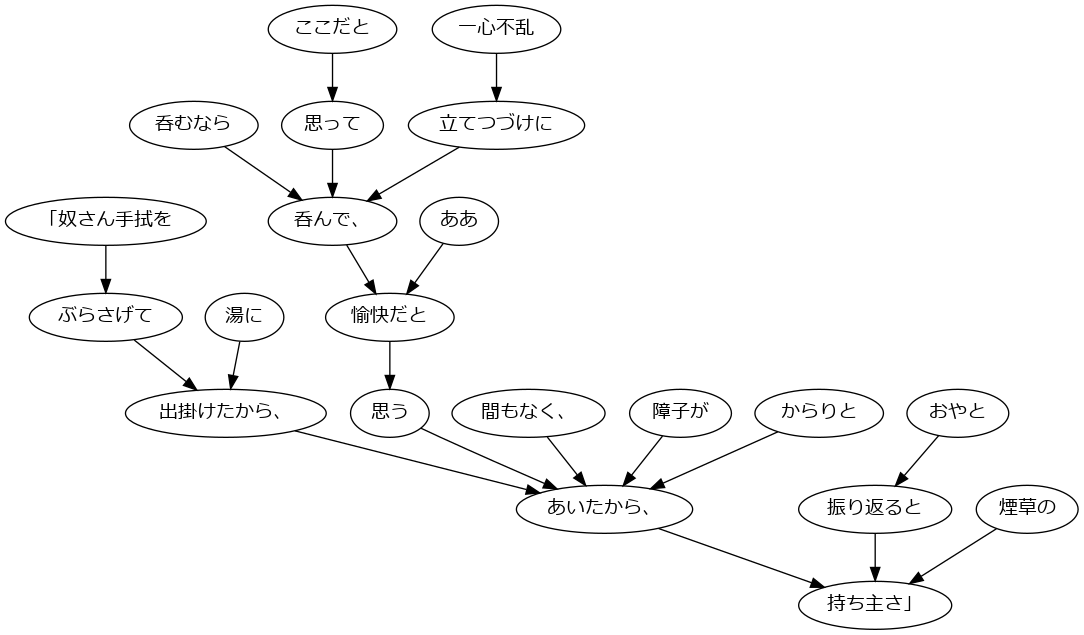 ここだと
一心不乱
呑むなら
思って
立てつづけに
「奴さん手拭を
呑んで、
ああ
ぶらさげて
湯に
愉快だと
出掛けたから、
思う
間もなく、
障子が
からりと
おやと
あいたから、
振り返ると
煙草の
持ち主さ」